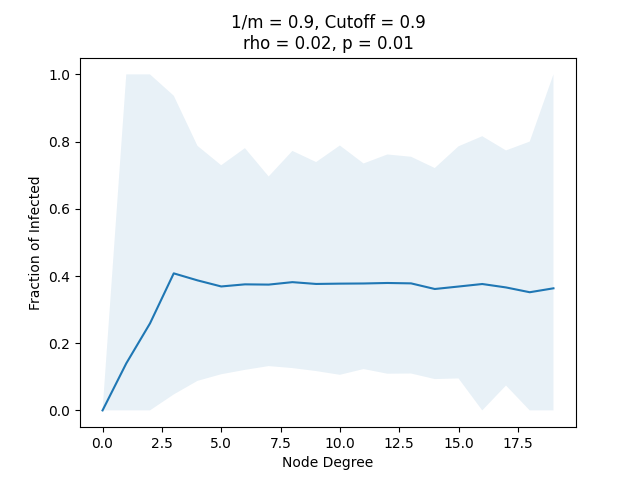 1/m = 0.9, Cutoff = 0.9
rho = 0.02, p = 0.01
1.0
0.8
0.6
0.4
0.2
0.0
Fraction of Infected
0.0 2.5 5.0 7.5 10.0 12.5 15.0 17.5
Node Degree